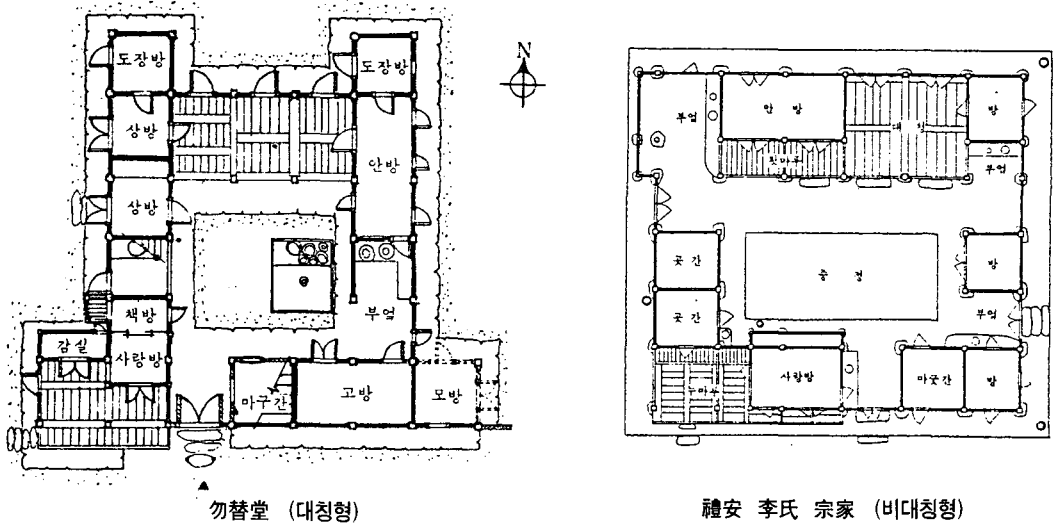 도장방
도장방
N
상방
안방
상방
부엌
책방
감실
사랑방
마구간
고방
모방
勿替堂 (대칭형)
부엌
안 방
대 청
방
툇마루
부엌
곳 간
중 정
방
곳 간
부엌
누마루
사랑방
마굿간
방
禮安 李氏 宗家 (비대칭형)